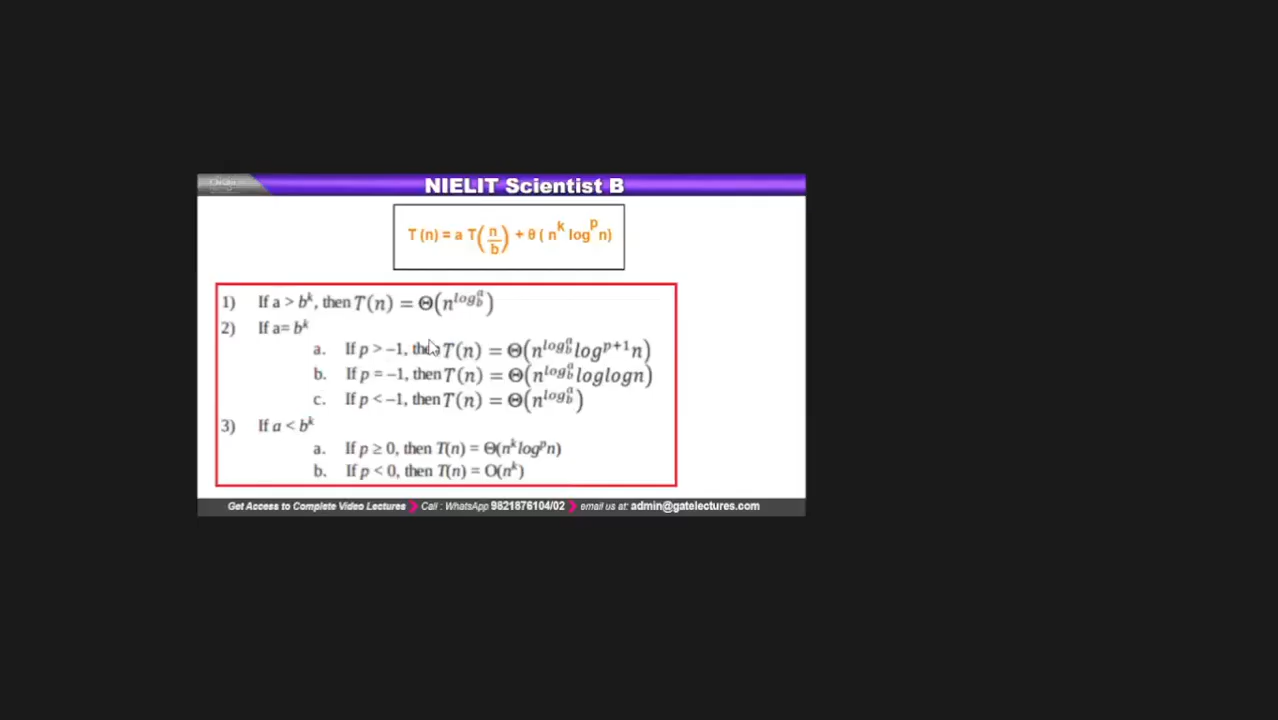 NIELIT Scientist B
T (n) = a T(n/b) + θ ( n^k log^p n)
1) If a > b^k, then T(n) = Θ(n^{log_b^a})
2) If a= b^k
a. If p > −1, then T(n) = Θ(n^{log_b^a} log^{p+1} n)
b. If p = −1, then T(n) = Θ(n^{log_b^a} loglogn)
c. If p < −1, then T(n) = Θ(n^{log_b^a})
3) If a < b^k
a. If p ≥ 0, then T(n) = Θ(n^k log^p n)
b. If p < 0, then T(n) = O(n^k)
Get Access to Complete Video Lectures Call : WhatsApp 9821876104/02 email us at: admin@gatelectures.com